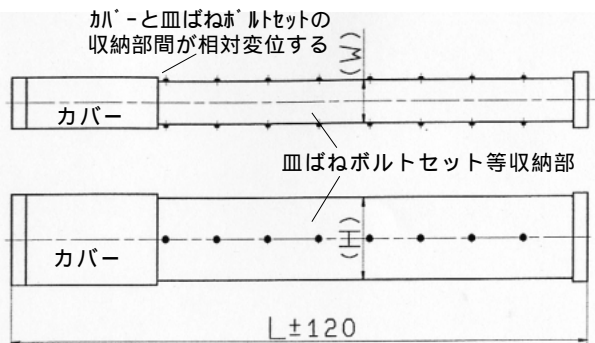 ｶﾊﾞｰと皿ばねﾎﾞﾙﾄｾｯﾄの
収納部間が相対変位する
(W)
カバー
皿ばねボルトセット等収納部
(H)
カバー
L±120